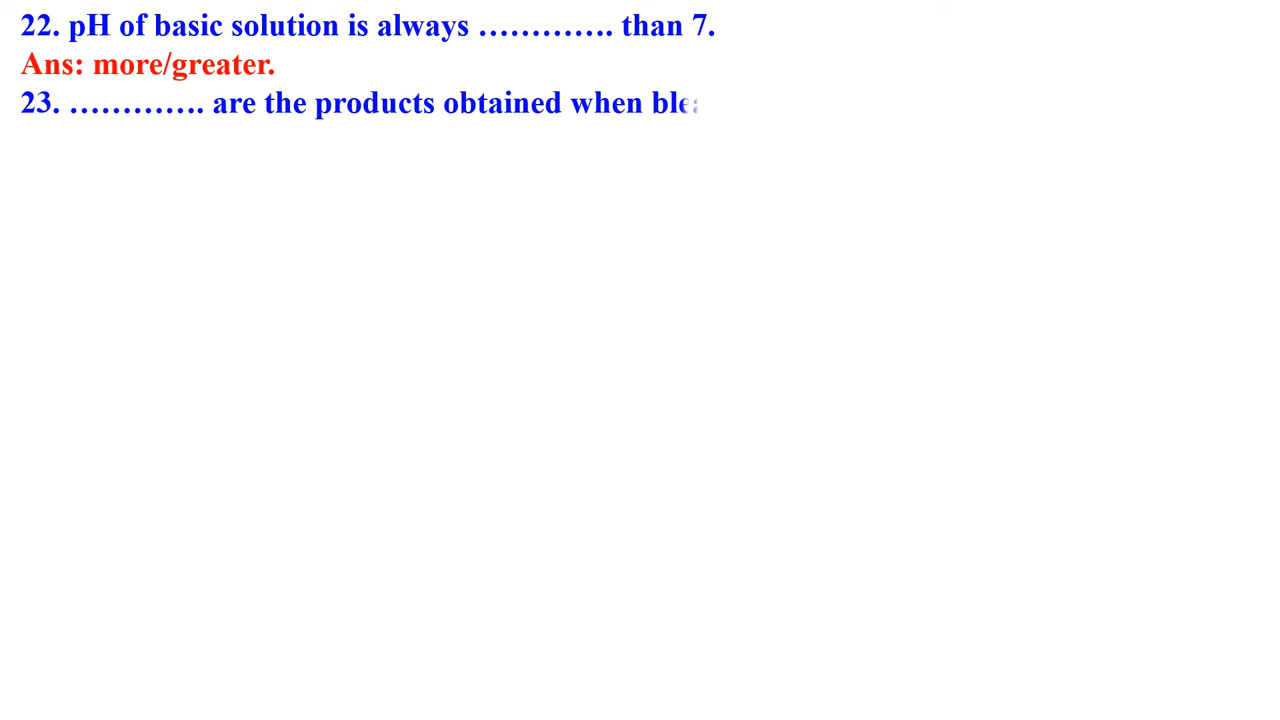 22. pH of basic solution is always …………. than 7.
Ans: more/greater.
23. …………. are the products obtained when